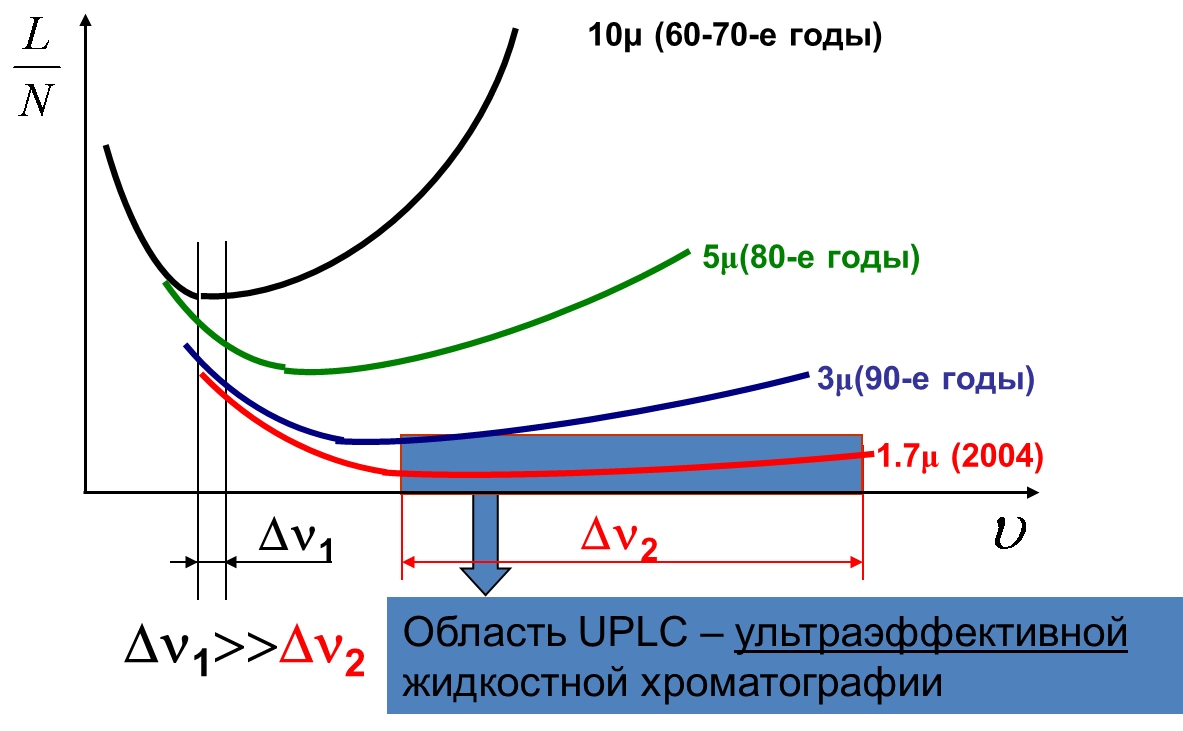 L
N
10μ (60-70-е годы)
5μ(80-е годы)
3μ(90-е годы)
1.7μ (2004)
υ
Δν1
Δν2
Δν1>>Δν2
Область UPLC – ультраэффективной
жидкостной хроматографии